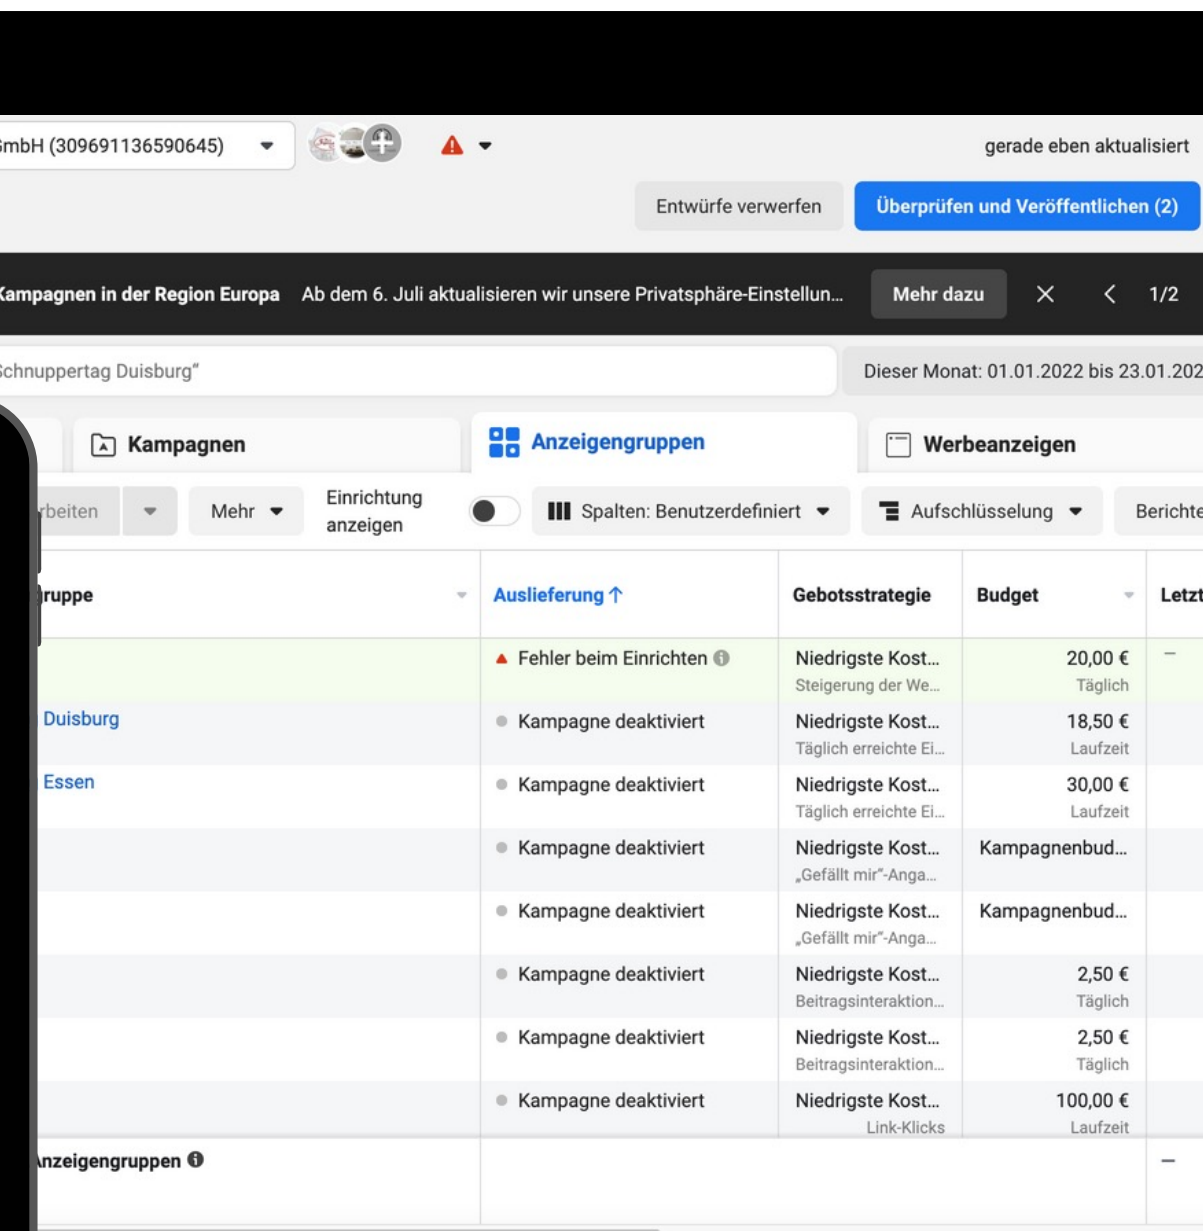 GmbH (309691136590645)
gerade eben aktualisiert
Entwürfe verwerfen
Überprüfen und Veröffentlichen (2)
Kampagnen in der Region Europa Ab dem 6. Juli aktualisieren wir unsere Privatsphäre-Einstellun... Mehr dazu 1/2
Schnuppertag Duisburg“
Dieser Monat: 01.01.2022 bis 23.01.202
Kampagnen
Anzeigengruppen
Werbeanzeigen
rbeiten
Mehr
Einrichtung
anzeigen
Spalten: Benutzerdefiniert
Aufschlüsselung
Berichte
gruppe Auslieferung↑ Gebotsstrategie Budget Letzt
Fehler beim Einrichten Niedrigste Kost... 20,00 € –
Steigerung der We... Täglich
Duisburg Kampagne deaktiviert Niedrigste Kost... 18,50 €
Täglich erreichte Ei... Laufzeit
Essen Kampagne deaktiviert Niedrigste Kost... 30,00 €
Täglich erreichte Ei... Laufzeit
Kampagne deaktiviert Niedrigste Kost... Kampagnenbud...
„Gefällt mir“-Anga...
Kampagne deaktiviert Niedrigste Kost... Kampagnenbud...
„Gefällt mir“-Anga...
Kampagne deaktiviert Niedrigste Kost... 2,50 €
Beitragsinteraktion... Täglich
Kampagne deaktiviert Niedrigste Kost... 2,50 €
Beitragsinteraktion... Täglich
Kampagne deaktiviert Niedrigste Kost... 100,00 €
Link-Klicks Laufzeit
Anzeigengruppen –